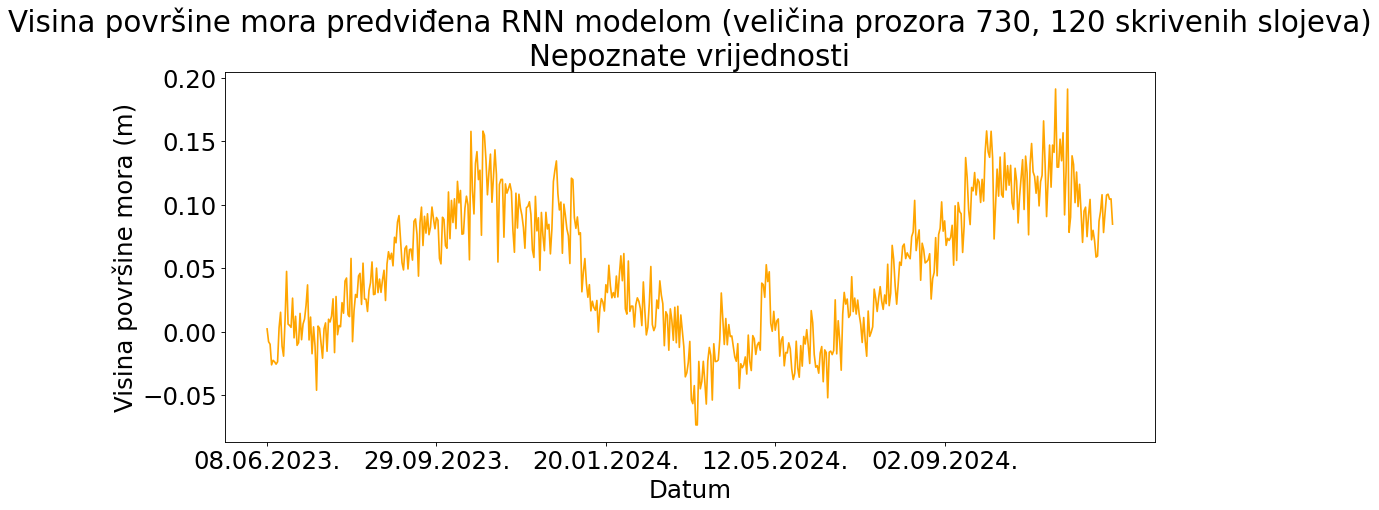 Visina površine mora predviđena RNN modelom (veličina prozora 730, 120 skrivenih slojeva)
Nepoznate vrijednosti
Visina površine mora (m)
0.20
0.15
0.10
0.05
0.00
−0.05
08.06.2023.
29.09.2023.
20.01.2024.
12.05.2024.
02.09.2024.
Datum